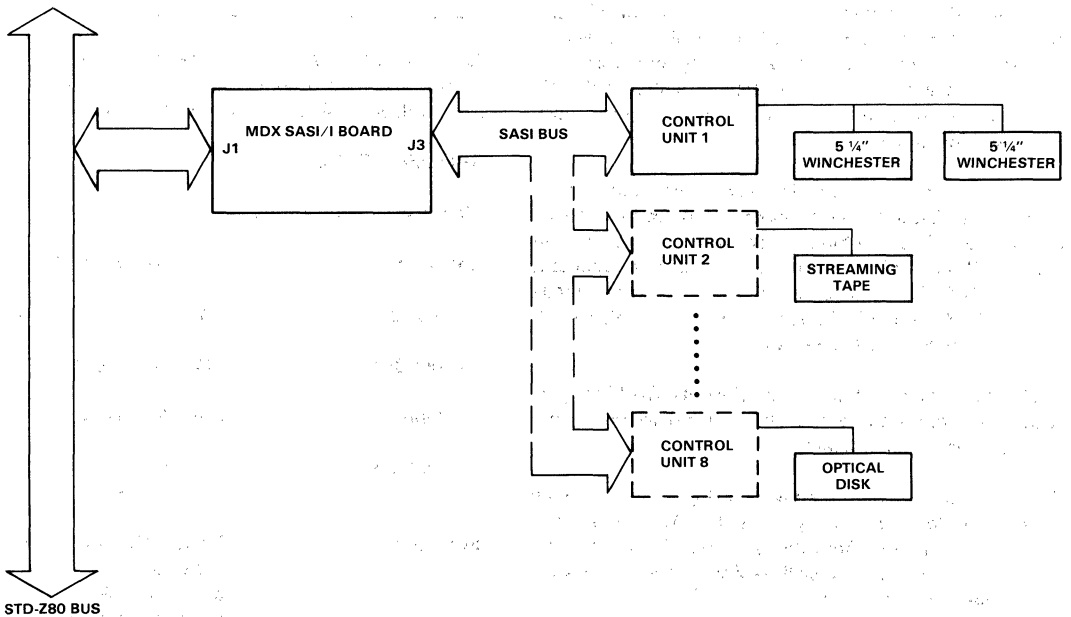 MDX SASI/I BOARD
J1
J3
SASI BUS
CONTROL
UNIT 1
5 ¼"
WINCHESTER
5 ¼"
WINCHESTER
CONTROL
UNIT 2
STREAMING
TAPE
CONTROL
UNIT 8
OPTICAL
DISK
STD-Z80 BUS